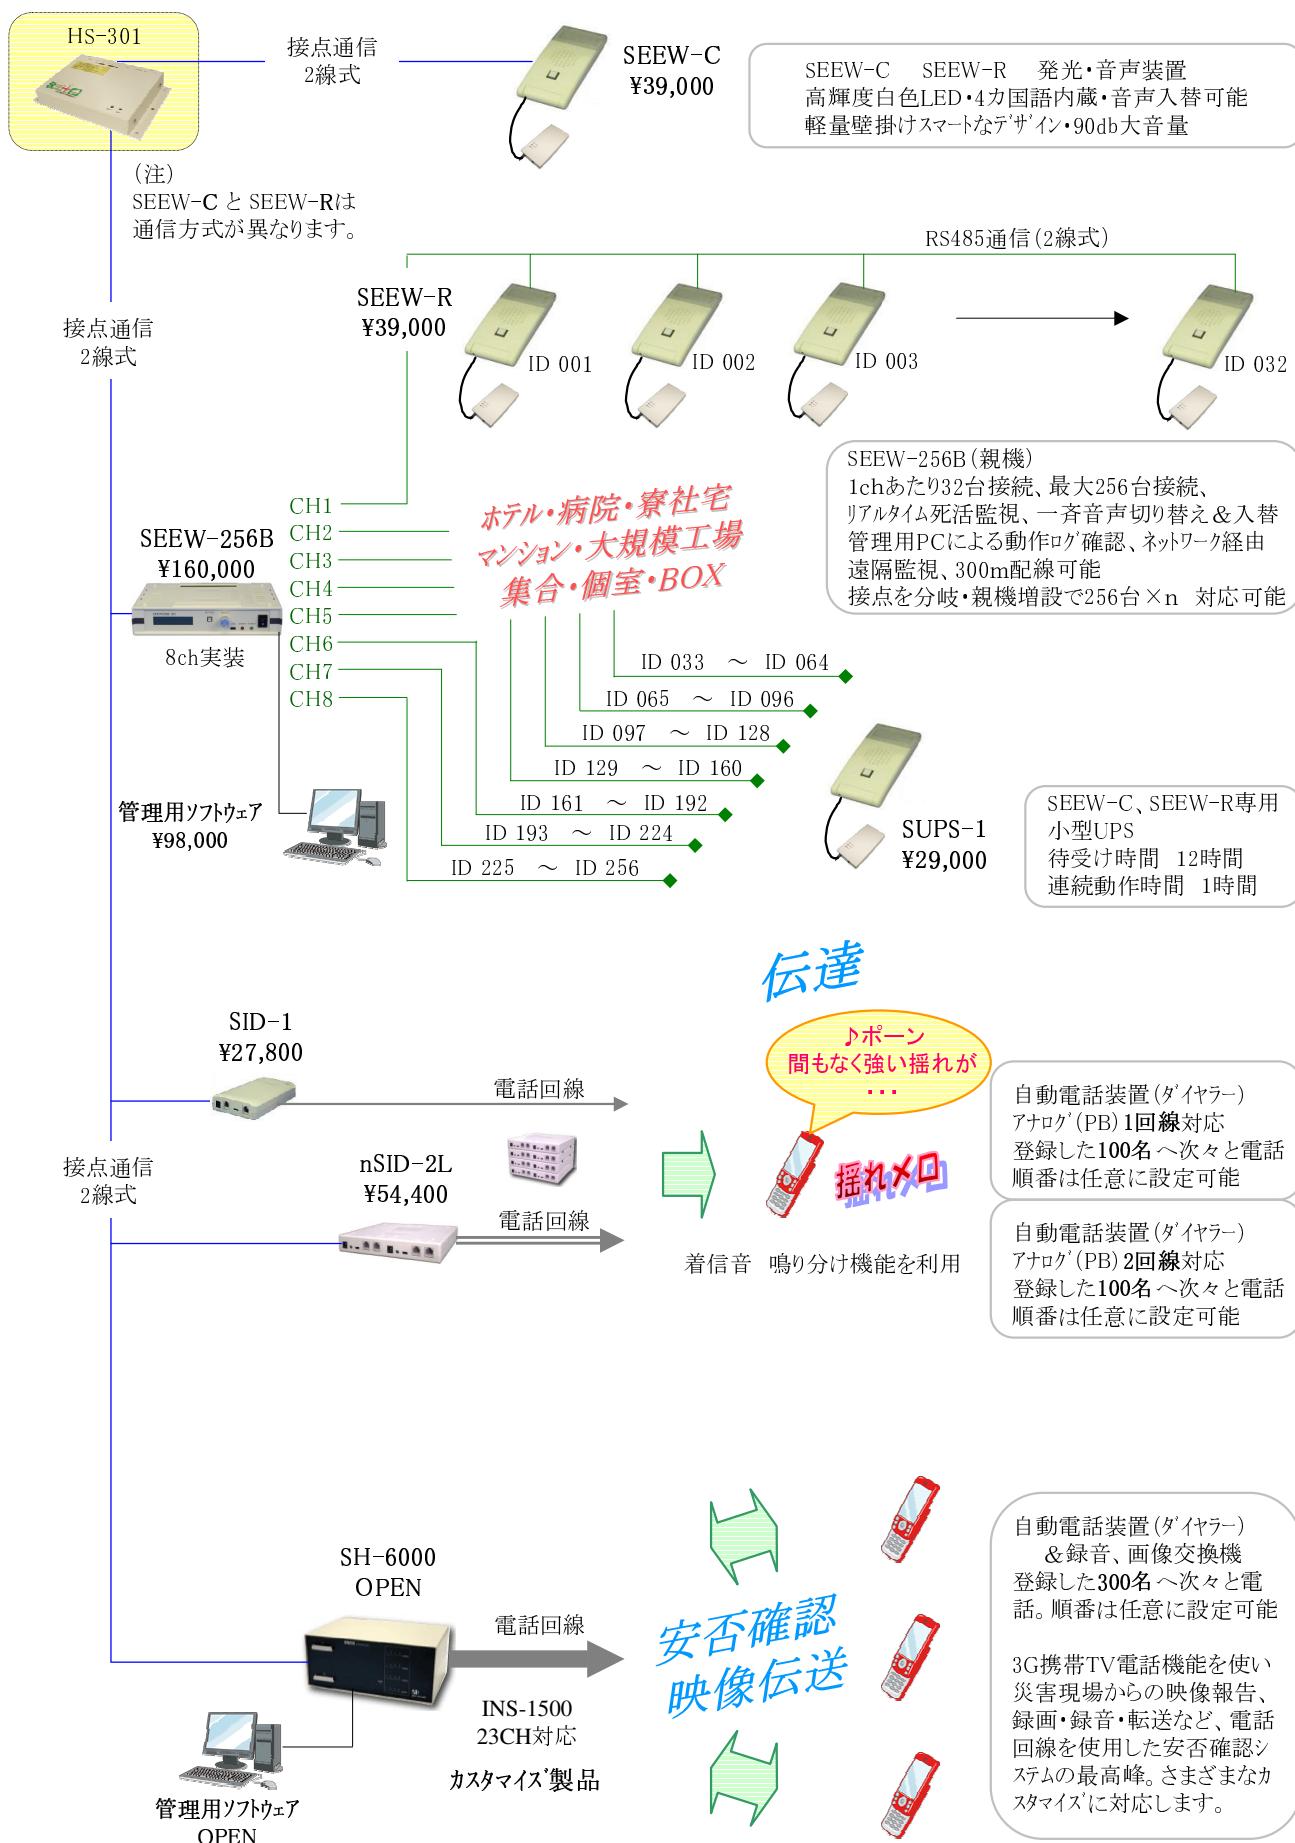 HS-301
接点通信
2線式
SEEW-C
¥39,000
SEEW-C　SEEW-R　発光・音声装置
高輝度白色LED・4カ国語内蔵・音声入替可能
軽量壁掛けスマートなデザイン・90db大音量
(注)
SEEW-C と SEEW-Rは
通信方式が異なります。
RS485通信(2線式)
SEEW-R
¥39,000
ID 001
ID 002
ID 003
ID 032
接点通信
2線式
SEEW-256B(親機)
1chあたり32台接続、最大256台接続、
リアルタイム死活監視、一斉音声切り替え＆入替
管理用PCによる動作ログ確認、ネットワーク経由
遠隔監視、300m配線可能
接点を分岐・親機増設で256台×n　対応可能
CH1
CH2
CH3
CH4
CH5
CH6
CH7
CH8
ホテル・病院・寮社宅
マンション・大規模工場
集合・個室・BOX
SEEW-256B
¥160,000
8ch実装
ID 033　～　ID 064
ID 065　～　ID 096
ID 097　～　ID 128
ID 129　～　ID 160
ID 161　～　ID 192
ID 193　～　ID 224
ID 225　～　ID 256
管理用ソフトウェア
¥98,000
SUPS-1
¥29,000
SEEW-C、SEEW-R専用
小型UPS
待受け時間　12時間
連続動作時間　1時間
伝達
SID-1
¥27,800
電話回線
♪ポーン
間もなく強い揺れが
・・・
自動電話装置(ダイヤラー)
アナログ(PB)1回線対応
登録した100名へ次々と電話
順番は任意に設定可能
接点通信
2線式
nSID-2L
¥54,400
電話回線
揺れメロ
着信音　鳴り分け機能を利用
自動電話装置(ダイヤラー)
アナログ(PB)2回線対応
登録した100名へ次々と電話
順番は任意に設定可能
SH-6000
OPEN
電話回線
INS-1500
23CH対応
カスタマイズ製品
安否確認
映像伝送
自動電話装置(ダイヤラー)
＆録音、画像交換機
登録した300名へ次々と電
話。順番は任意に設定可能
3G携帯TV電話機能を使い
災害現場からの映像報告、
録画・録音・転送など、電話
回線を使用した安否確認シ
ステムの最高峰。さまざまなカ
スタマイズに対応します。
管理用ソフトウェア
OPEN